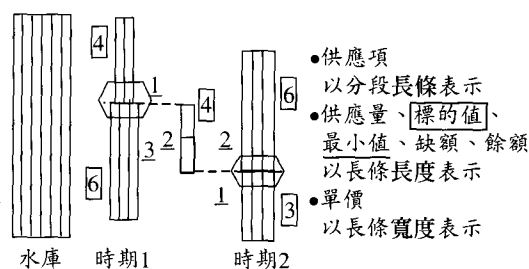 4
1
3
2
6
4
2
1
6
3
水庫
時期1
時期2
●供應項
以分段長條表示
●供應量、標的值、
最小值、缺額、餘額
以長條長度表示
●單價
以長條寬度表示